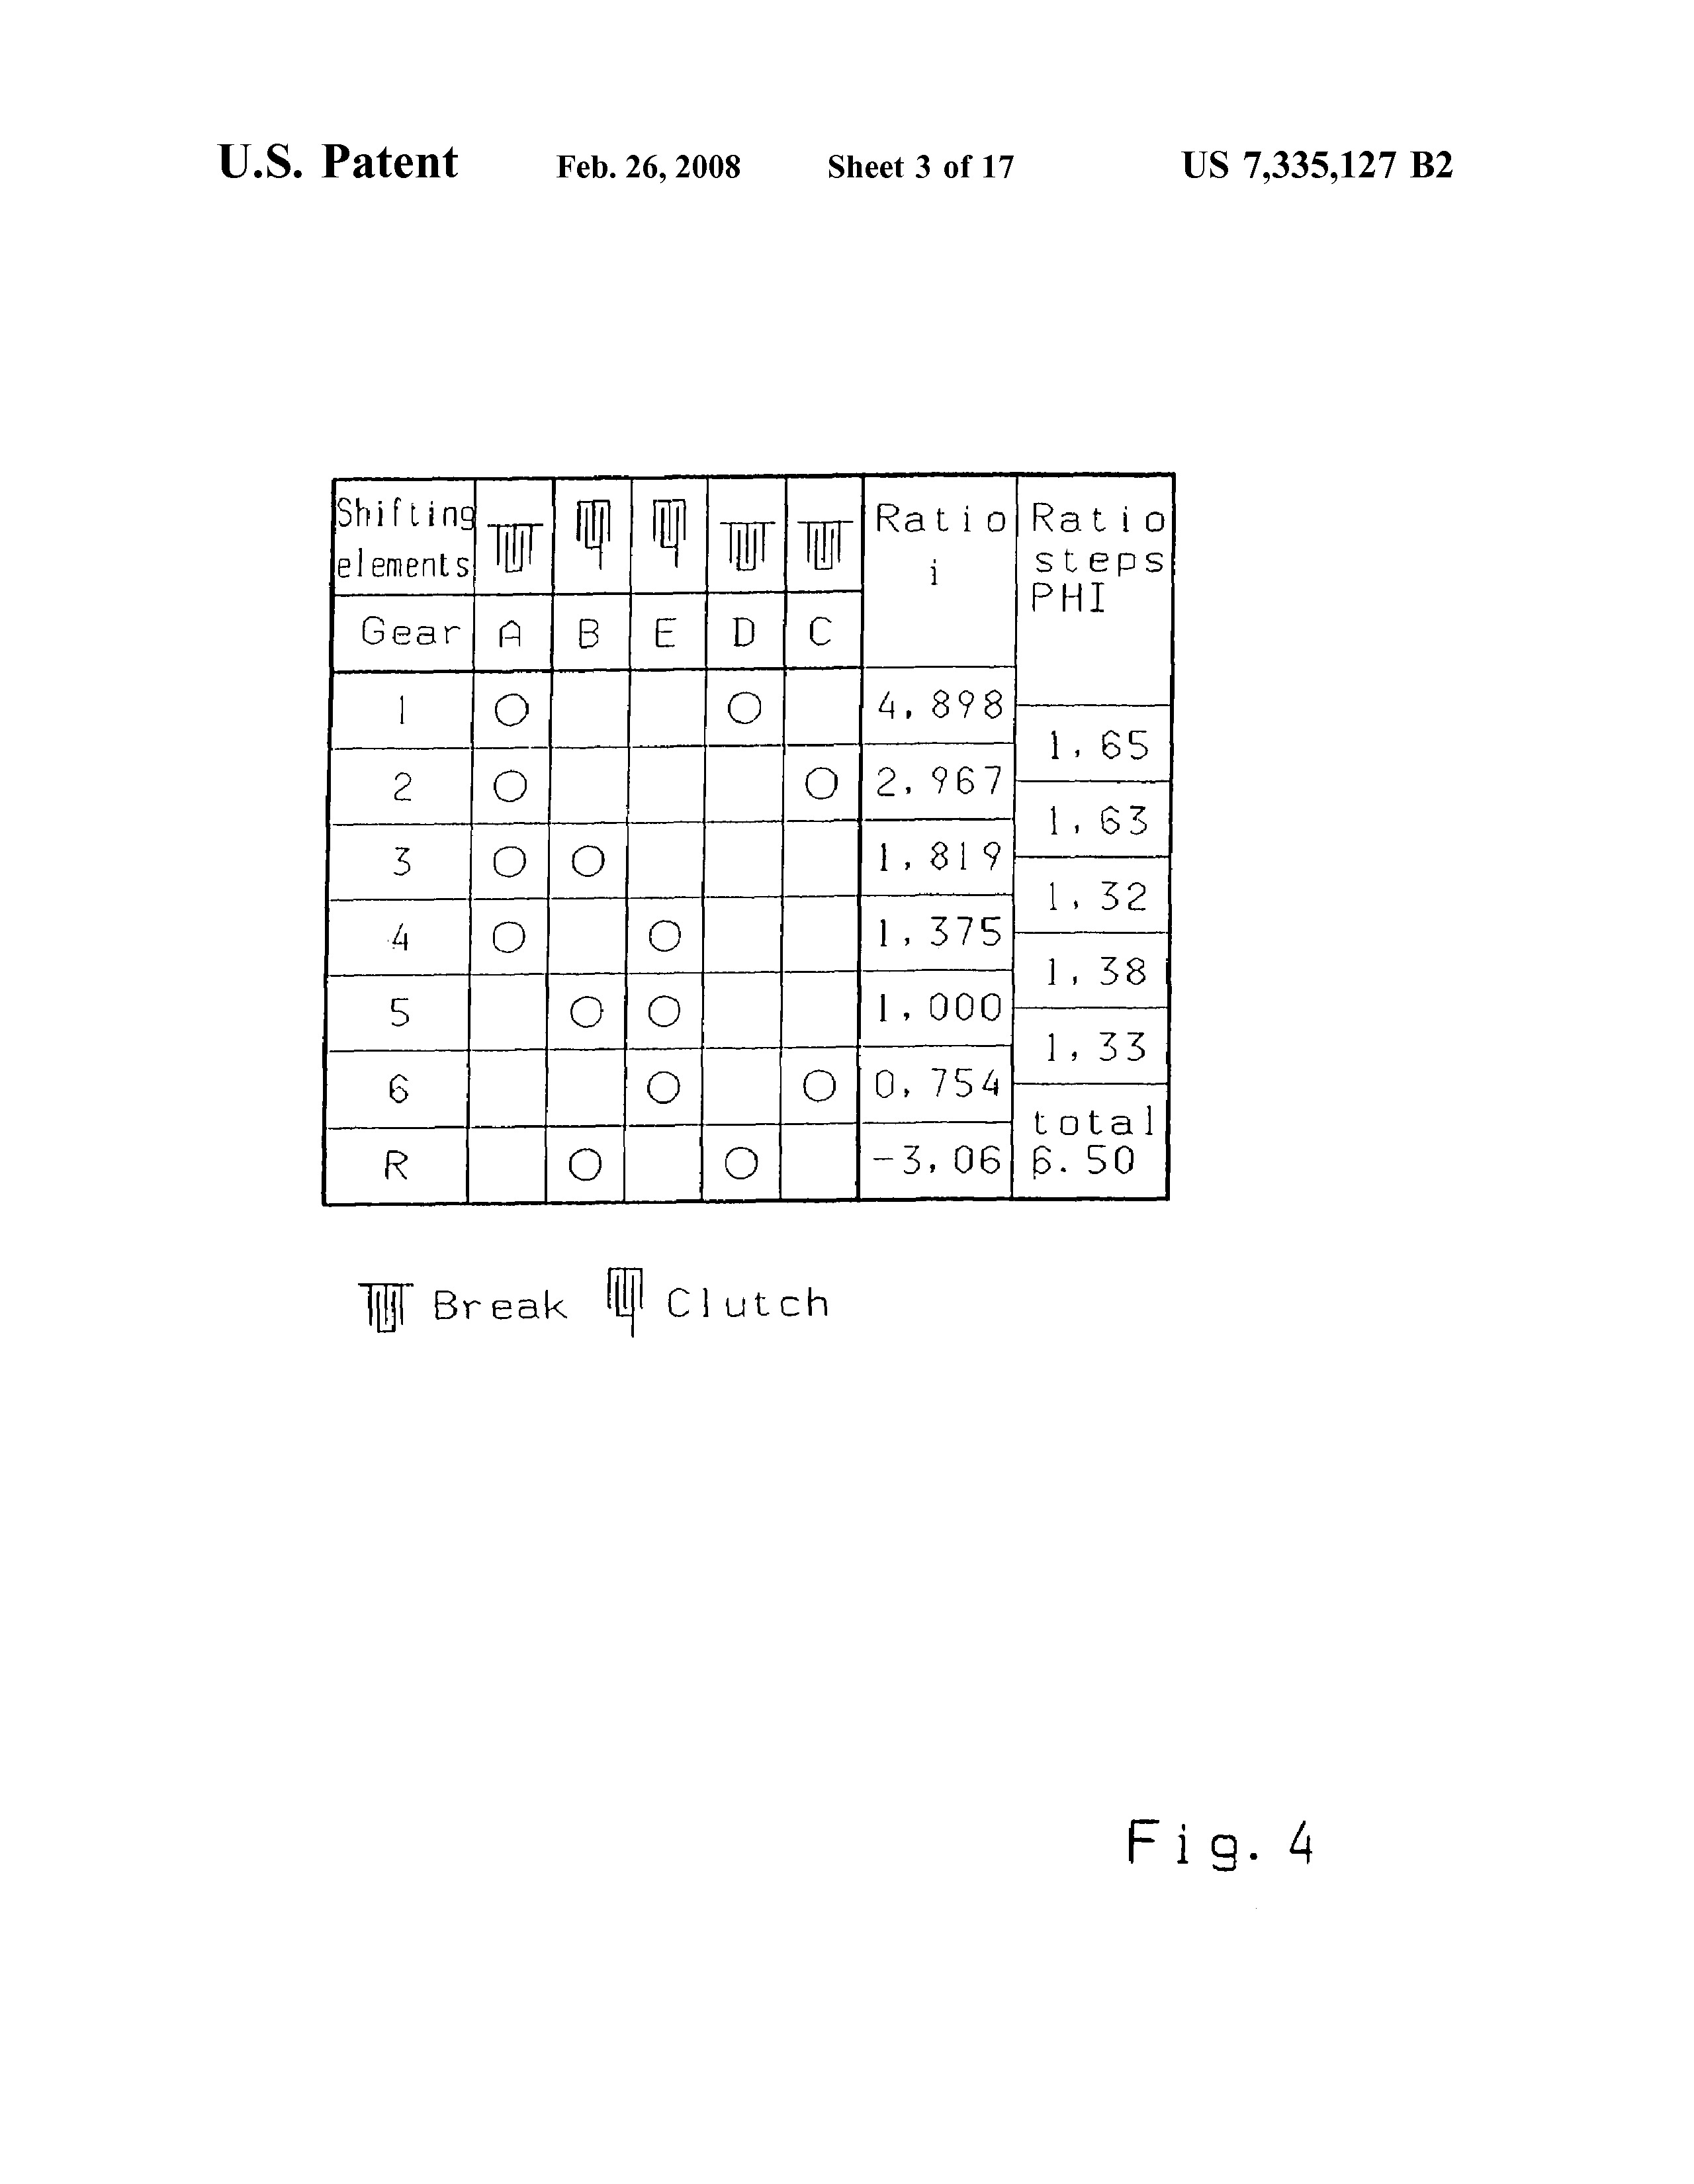 U.S. Patent Feb. 26, 2008 Sheet 3 of 17 US 7,335,127 B2
Shifting elements Ratio i Ratio steps PHI
Gear A B E D C
1 ○ ○ 4,898
1,65
2 ○ ○ 2,967
1,63
3 ○ ○ 1,819
1,32
4 ○ ○ 1,375
1,38
5 ○ ○ 1,000
1,33
6 ○ ○ 0,754
R ○ ○ -3,06
total
6.50
Break Clutch
Fig. 4